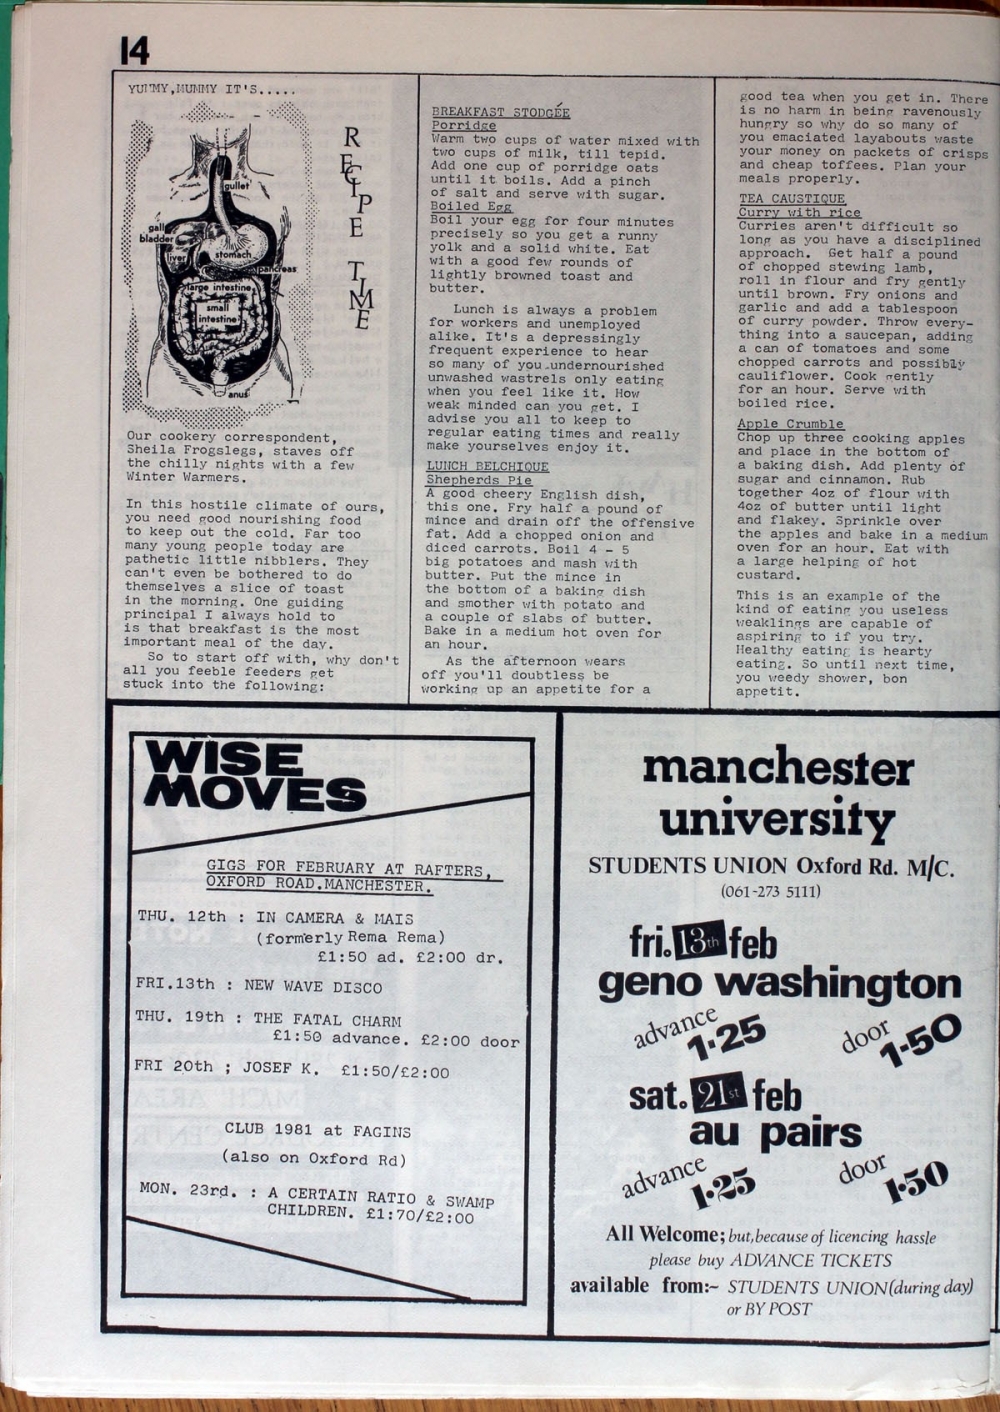 14
YUMMY,MUMMY IT'S.....
RECIPE TIME
gullet
gall
bladder
liver
stomach
pancreas
large intestine
small
intestine
anus
Our cookery correspondent,
Sheila Frogslegs, staves off
the chilly nights with a few
Winter Warmers.
In this hostile climate of ours,
you need good nourishing food
to keep out the cold. Far too
many young people today are
pathetic little nibblers. They
can't even be bothered to do
themselves a slice of toast
in the morning. One guiding
principal I always hold to
is that breakfast is the most
important meal of the day.
So to start off with, why don't
all you feeble feeders get
stuck into the following:
BREAKFAST STODGÉE
Porridge
Warm two cups of water mixed with
two cups of milk, till tepid.
Add one cup of porridge oats
until it boils. Add a pinch
of salt and serve with sugar.
Boiled Egg
Boil your egg for four minutes
precisely so you get a runny
yolk and a solid white. Eat
with a good few rounds of
lightly browned toast and
butter.
Lunch is always a problem
for workers and unemployed
alike. It's a depressingly
frequent experience to hear
so many of you undernourished
unwashed wastrels only eating
when you feel like it. How
weak minded can you get. I
advise you all to keep to
regular eating times and really
make yourselves enjoy it.
LUNCH BELCHIQUE
Shepherds Pie
A good cheery English dish,
this one. Fry half a pound of
mince and drain off the offensive
fat. Add a chopped onion and
diced carrots. Boil 4 - 5
big potatoes and mash with
butter. Put the mince in
the bottom of a baking dish
and smother with potato and
a couple of slabs of butter.
Bake in a medium hot oven for
an hour.
As the afternoon wears
off you'll doubtless be
working up an appetite for a
good tea when you get in. There
is no harm in being ravenously
hungry so why do so many of
you emaciated layabouts waste
your money on packets of crisps
and cheap toffees. Plan your
meals properly.
TEA CAUSTIQUE
Curry with rice
Curries aren't difficult so
long as you have a disciplined
approach. Get half a pound
of chopped stewing lamb,
roll in flour and fry gently
until brown. Fry onions and
garlic and add a tablespoon
of curry powder. Throw every-
thing into a saucepan, adding
a can of tomatoes and some
chopped carrots and possibly
cauliflower. Cook gently
for an hour. Serve with
boiled rice.
Apple Crumble
Chop up three cooking apples
and place in the bottom of
a baking dish. Add plenty of
sugar and cinnamon. Rub
together 4oz of flour with
4oz of butter until light
and flakey. Sprinkle over
the apples and bake in a medium
oven for an hour. Eat with
a large helping of hot
custard.
This is an example of the
kind of eating you useless
weaklings are capable of
aspiring to if you try.
Healthy eating is hearty
eating. So until next time,
you weedy shower, bon
appetit.
WISE
MOVES
GIGS FOR FEBRUARY AT RAFTERS,
OXFORD ROAD.MANCHESTER.
THU. 12th : IN CAMERA & MAIS
(formerly Rema Rema)
£1:50 ad. £2:00 dr.
FRI.13th : NEW WAVE DISCO
THU. 19th : THE FATAL CHARM
£1:50 advance. £2:00 door
FRI 20th ; JOSEF K. £1:50/£2:00
CLUB 1981 at FAGINS
(also on Oxford Rd)
MON. 23rd. : A CERTAIN RATIO & SWAMP
CHILDREN. £1:70/£2:00
manchester
university
STUDENTS UNION Oxford Rd. M/C.
(061-273 5111)
fri. 13th feb
geno washington
advance 1·25 door 1·50
sat. 21st feb
au pairs
advance 1·25 door 1·50
All Welcome; but,because of licencing hassle
please buy ADVANCE TICKETS
available from:- STUDENTS UNION(during day)
or BY POST